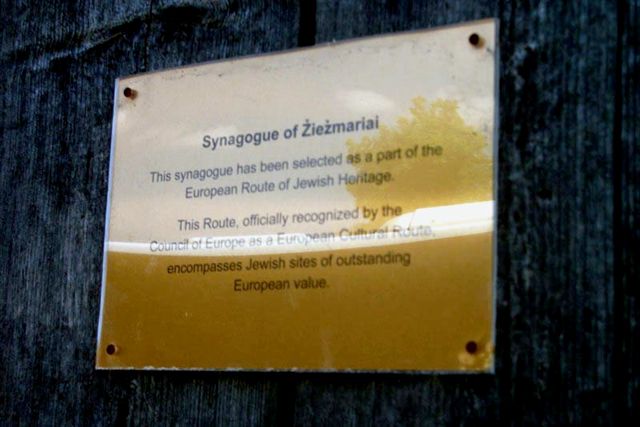 Synagogue of Žiežmariai
This synagogue has been selected as a part of the
European Route of Jewish Heritage.
This Route, officially recognized by the
Council of Europe as a European Cultural Route,
encompasses Jewish sites of outstanding
European value.